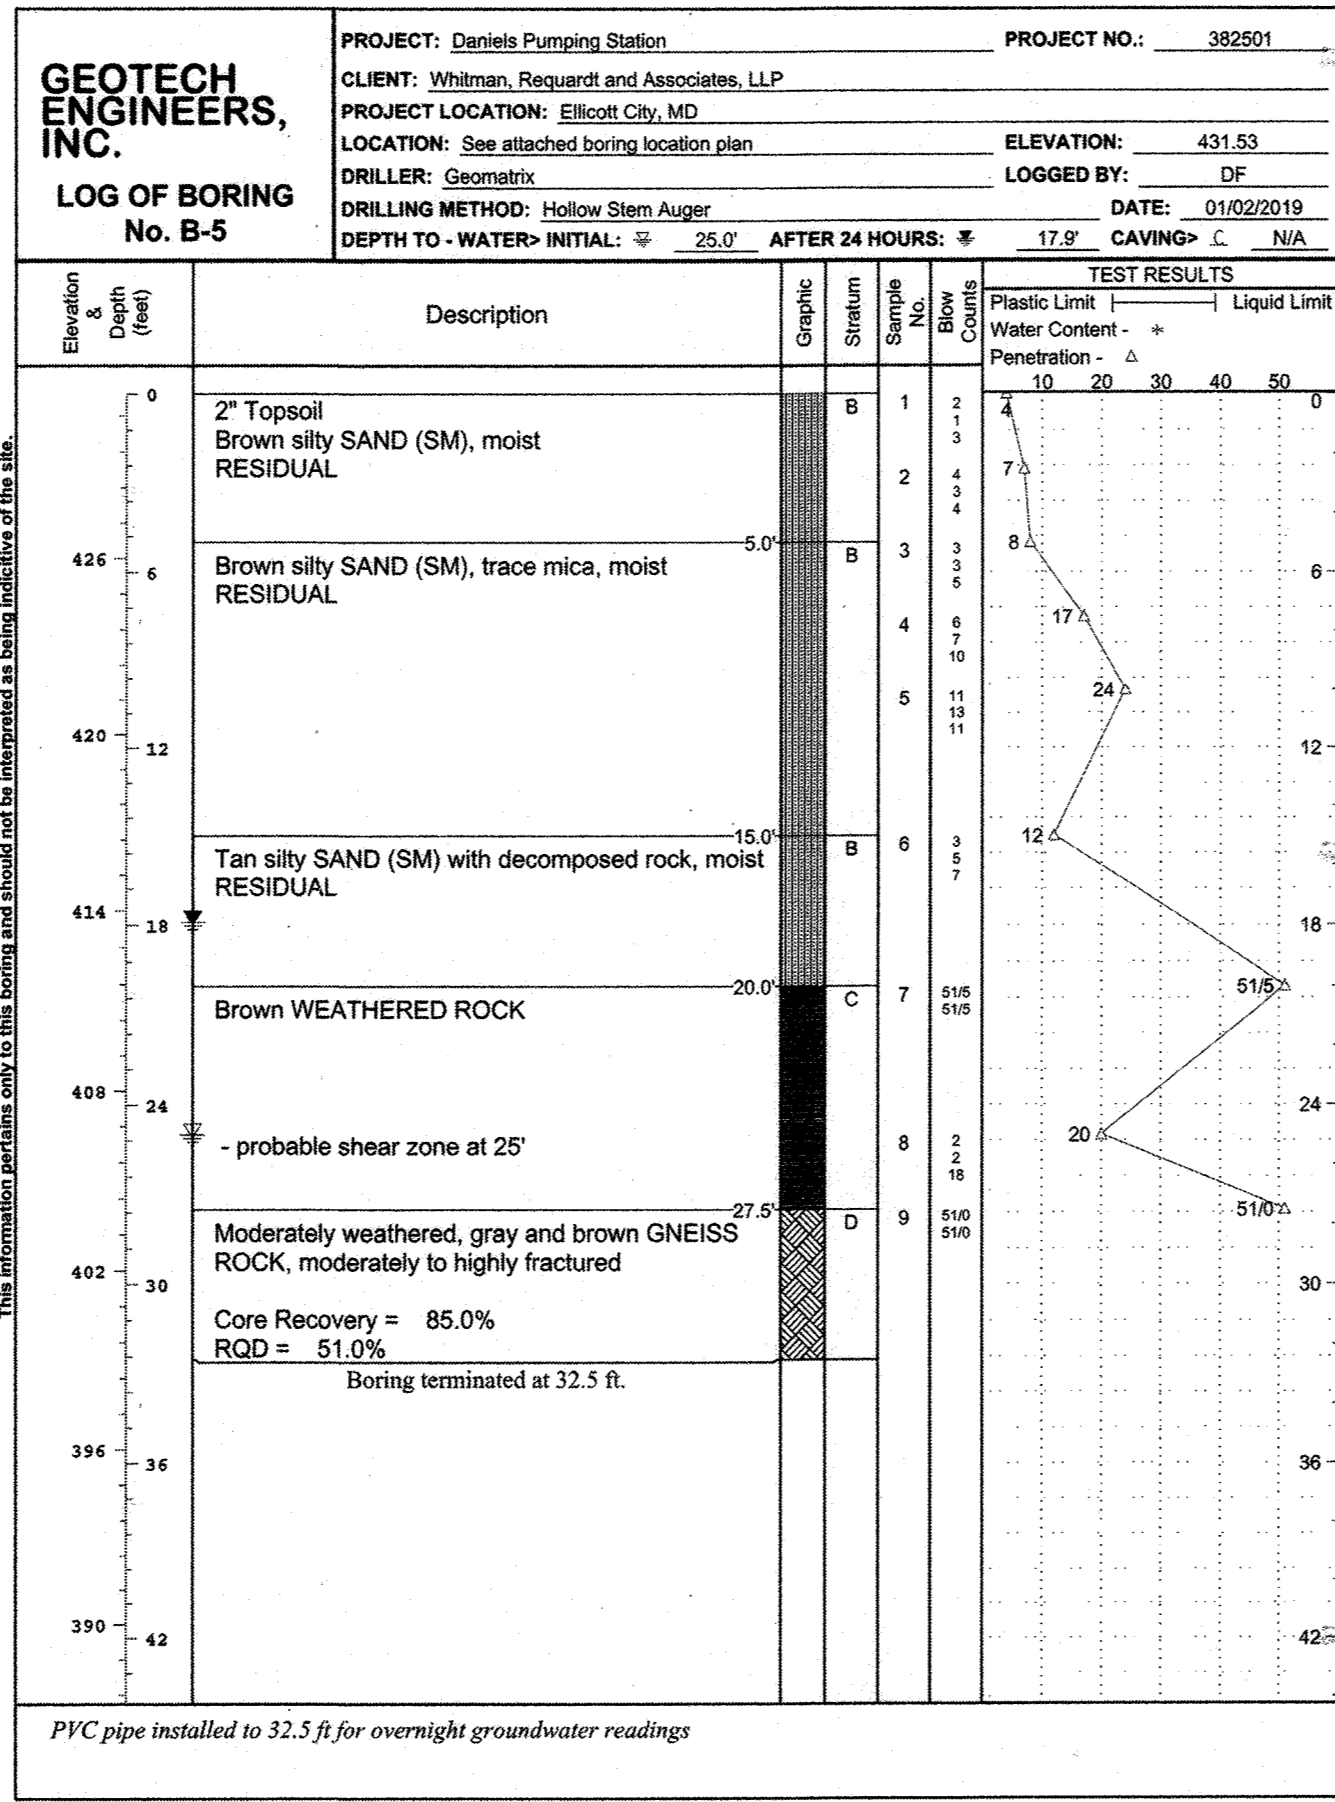 GEOTECH
ENGINEERS,
INC.
LOG OF BORING
No. B-5
PROJECT: Daniels Pumping Station PROJECT NO.: 382501
CLIENT: Whitman, Requardt and Associates, LLP
PROJECT LOCATION: Ellicott City, MD
LOCATION: See attached boring location plan ELEVATION: 431.53
DRILLER: Geomatrix LOGGED BY: DF
DRILLING METHOD: Hollow Stem Auger DATE: 01/02/2019
DEPTH TO - WATER> INITIAL: 25.0' AFTER 24 HOURS: 17.9' CAVING> C N/A
Elevation
&
Depth
(feet)
Description
Graphic
Stratum
Sample
No.
Blow
Counts
TEST RESULTS
Plastic Limit Liquid Limit
Water Content - *
Penetration - △
10 20 30 40 50
0
2" Topsoil
Brown silty SAND (SM), moist
RESIDUAL
B 1
2
1
3
4
0
2
4
3
4
7
5.0'
426
6
Brown silty SAND (SM), trace mica, moist
RESIDUAL
B 3
3
3
5
8
6
4
6
7
10
17
5
11
13
11
24
420
12
12
15.0'
Tan silty SAND (SM) with decomposed rock, moist
RESIDUAL
B 6
3
5
7
12
414
18
18
20.0'
Brown WEATHERED ROCK
C 7
51/5
51/5
51/5
408
24
24
- probable shear zone at 25'
8
2
2
18
20
27.5'
Moderately weathered, gray and brown GNEISS
ROCK, moderately to highly fractured
D 9
51/0
51/0
51/0
402
30
30
Core Recovery = 85.0%
RQD = 51.0%
Boring terminated at 32.5 ft.
396
36
36
390
42
42
PVC pipe installed to 32.5 ft for overnight groundwater readings
This information pertains only to this boring and should not be interpreted as being indicitive of the site.